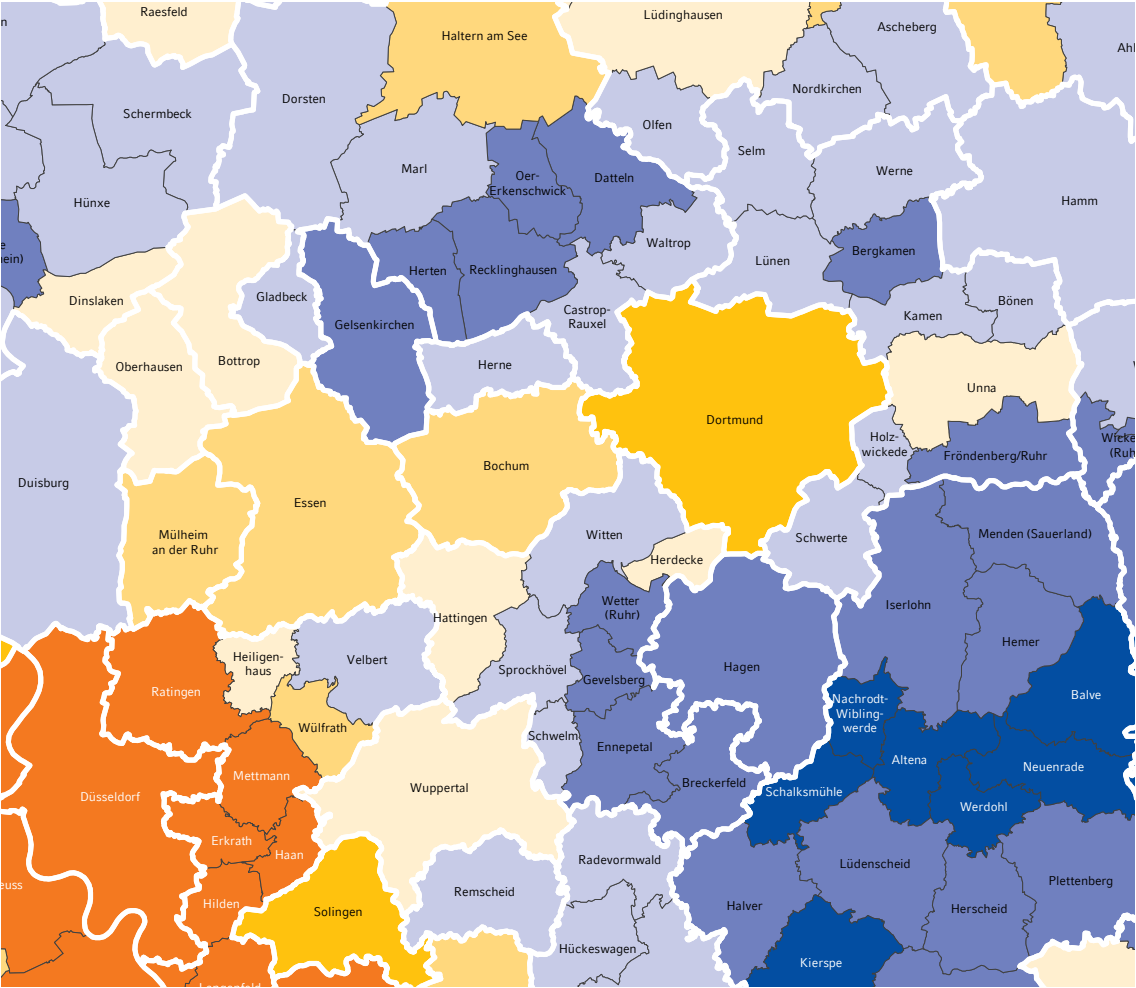 Raesfeld
Lüdinghausen
Haltern am See
Ascheberg
Nordkirchen
Dorsten
Schermbeck
Olfen
Selm
Marl
Oer-
Erkenschwick
Datteln
Werne
Hünxe
Hamm
Waltrop
Bergkamen
Lünen
Herten
Recklinghausen
Dinslaken
Gladbeck
Bönen
Castrop-
Rauxel
Kamen
Gelsenkirchen
Oberhausen
Bottrop
Herne
Unna
Dortmund
Holz-
wickede
Fröndenberg/Ruhr
Bochum
Duisburg
Essen
Mülheim
an der Ruhr
Witten
Schwerte
Menden (Sauerland)
Herdecke
Wetter
(Ruhr)
Iserlohn
Hattingen
Hemer
Heiligen-
haus
Velbert
Sprockhövel
Hagen
Gevelsberg
Ratingen
Balve
Nachrodt-
Wibling-
werde
Wülfrath
Schwelm
Ennepetal
Altena
Neuenrade
Mettmann
Breckerfeld
Wuppertal
Schalksmühle
Düsseldorf
Werdohl
Erkrath
Haan
Radevormwald
Lüdenscheid
Plettenberg
Remscheid
Hilden
Solingen
Halver
Herscheid
Hückeswagen
Kierspe